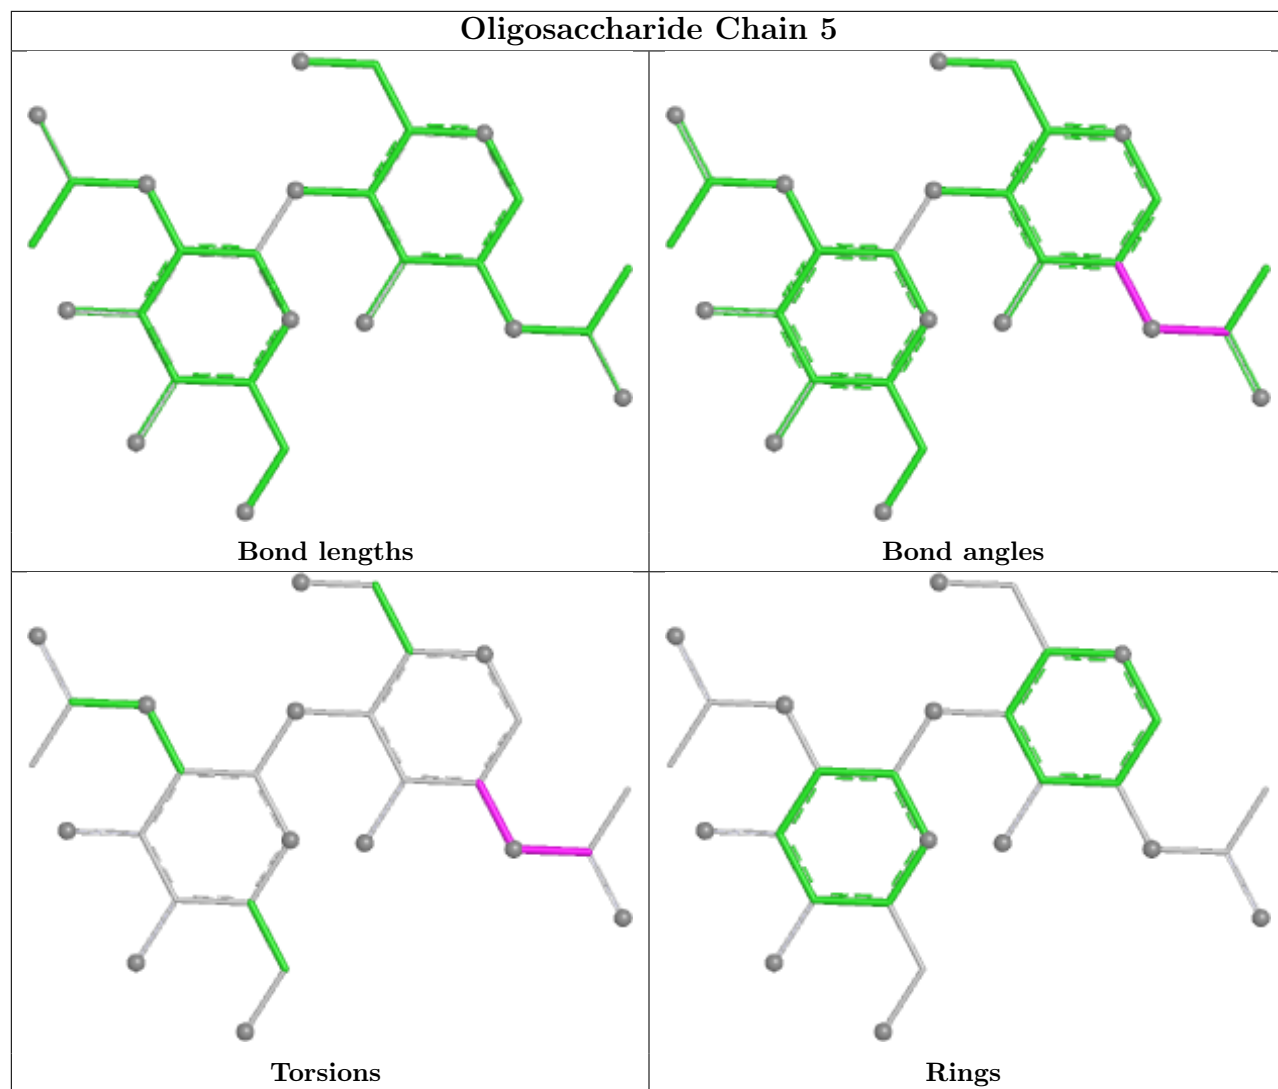 Oligosaccharide Chain 5
Bond lengths
Bond angles
Torsions
Rings